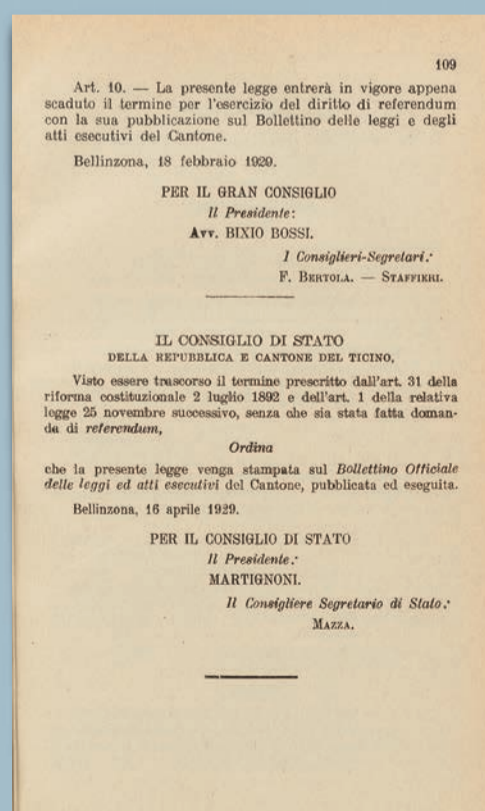 109
Art. 10. — La presente legge entrerà in vigore appena
scaduto il termine per l'esercizio del diritto di referendum
con la sua pubblicazione sul Bollettino delle leggi e degli
atti esecutivi del Cantone.
Bellinzona, 18 febbraio 1929.
PER IL GRAN CONSIGLIO
Il Presidente:
Avv. BIXIO BOSSI.
I Consiglieri-Segretari:
F. BERTOLA. — STAFFIERI.
IL CONSIGLIO DI STATO
DELLA REPUBBLICA E CANTONE DEL TICINO,
Visto essere trascorso il termine prescritto dall'art. 31 della
riforma costituzionale 2 luglio 1892 e dell'art. 1 della relativa
legge 25 novembre successivo, senza che sia stata fatta doman-
da di referendum,
Ordina
che la presente legge venga stampata sul Bollettino Officiale
delle leggi ed atti esecutivi del Cantone, pubblicata ed eseguita.
Bellinzona, 16 aprile 1929.
PER IL CONSIGLIO DI STATO
Il Presidente:
MARTIGNONI.
Il Consigliere Segretario di Stato:
MAZZA.